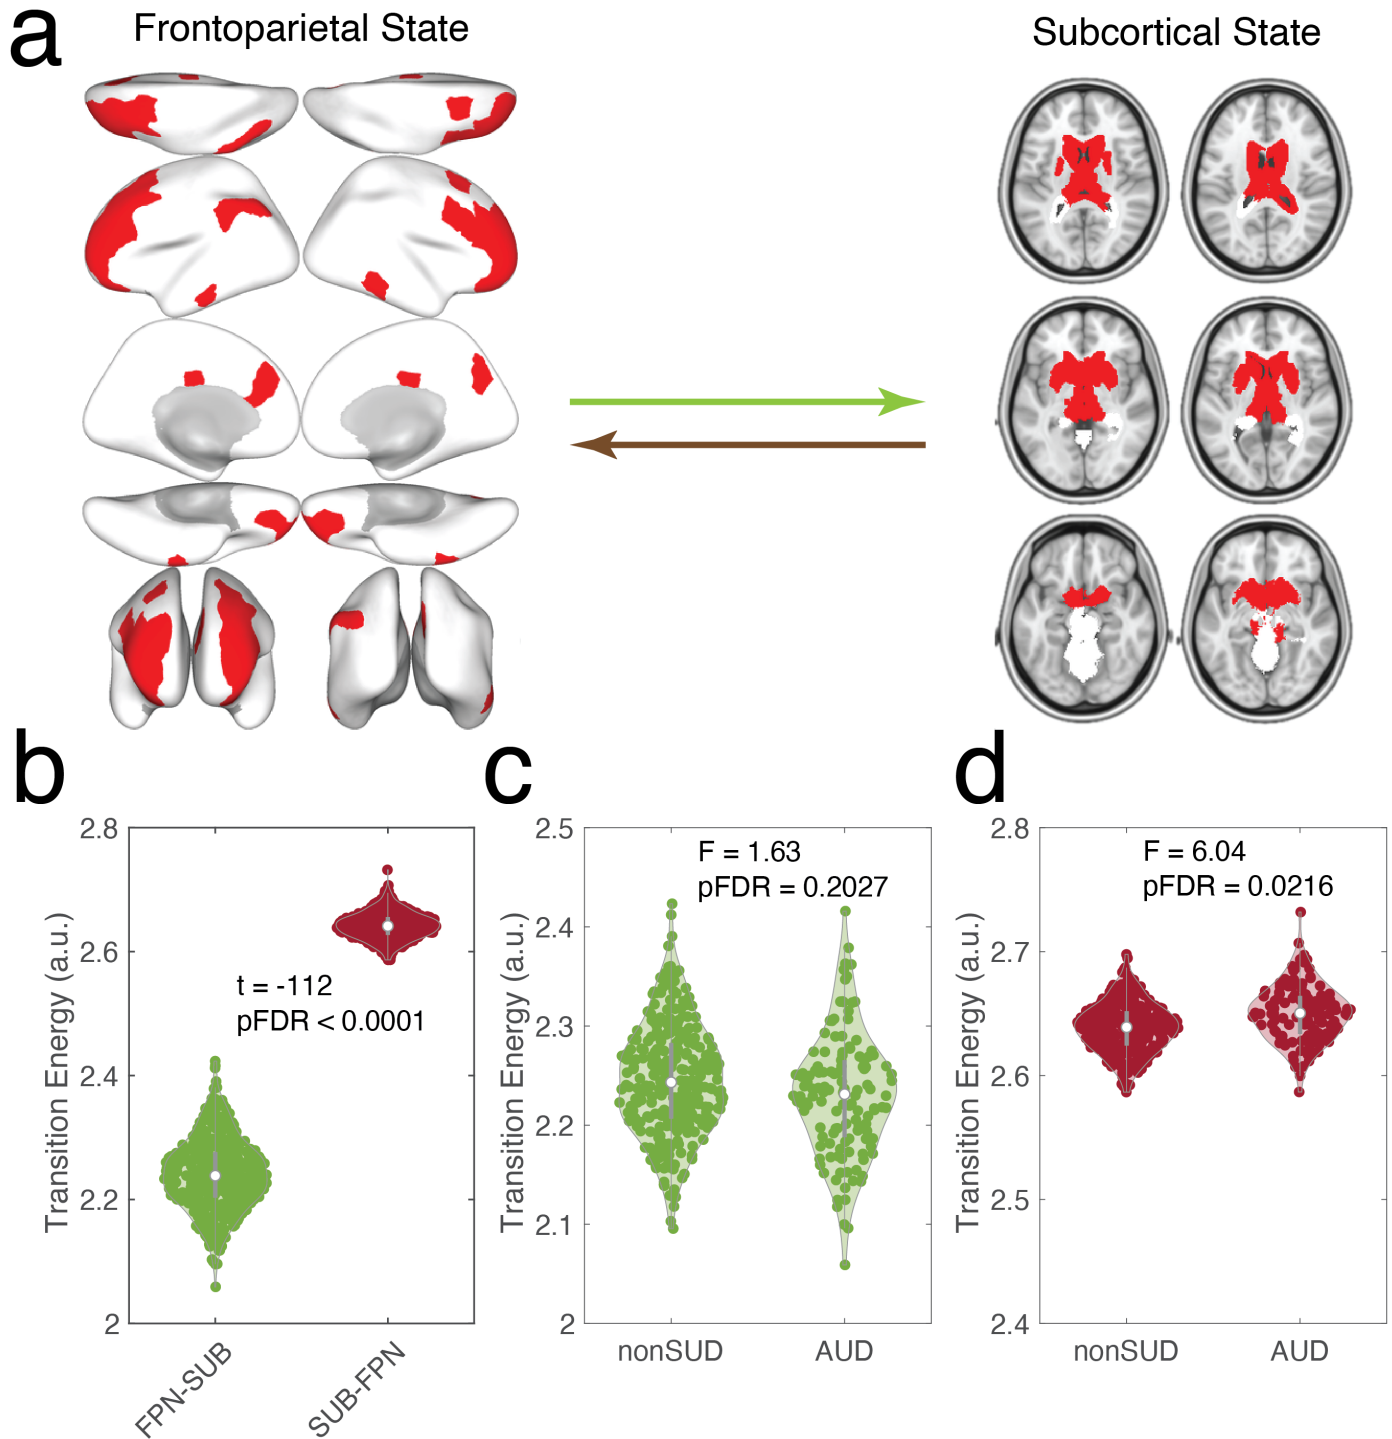 a
Frontoparietal State
Subcortical State
b
2.8
2.6
2.4
2.2
2
Transition Energy (a.u.)
t = -112
pFDR < 0.0001
FPN-SUB
SUB-FPN
c
2.5
2.4
2.3
2.2
2.1
2
Transition Energy (a.u.)
F = 1.63
pFDR = 0.2027
nonSUD
AUD
d
2.8
2.7
2.6
2.5
2.4
Transition Energy (a.u.)
F = 6.04
pFDR = 0.0216
nonSUD
AUD